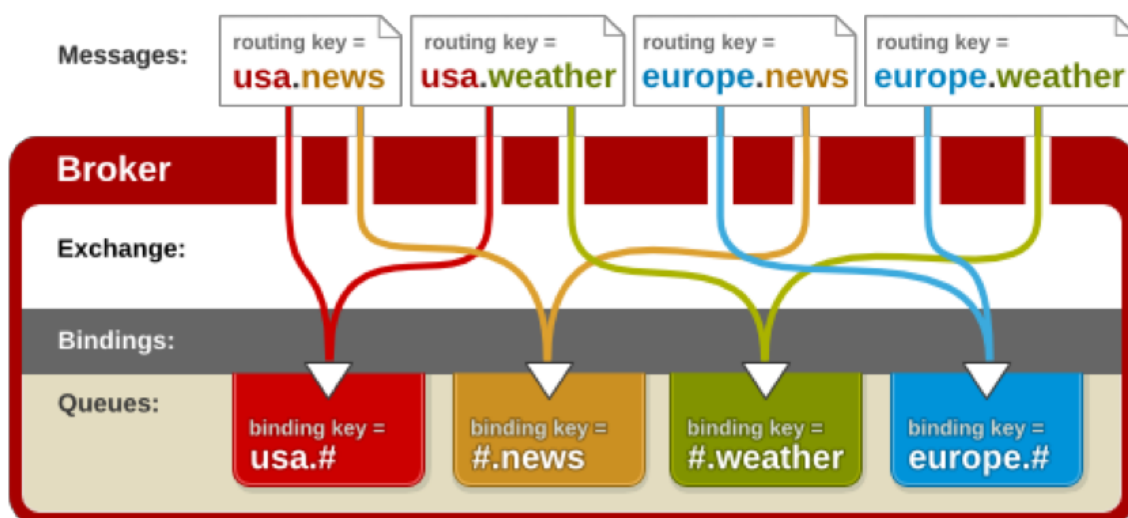 Messages:
routing key =
usa.news
routing key =
usa.weather
routing key =
europe.news
routing key =
europe.weather
Broker
Exchange:
Bindings:
Queues:
binding key =
usa.#
binding key =
#.news
binding key =
#.weather
binding key =
europe.#